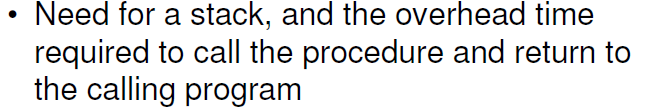 • Need for a stack, and the overhead time
required to call the procedure and return to
the calling program